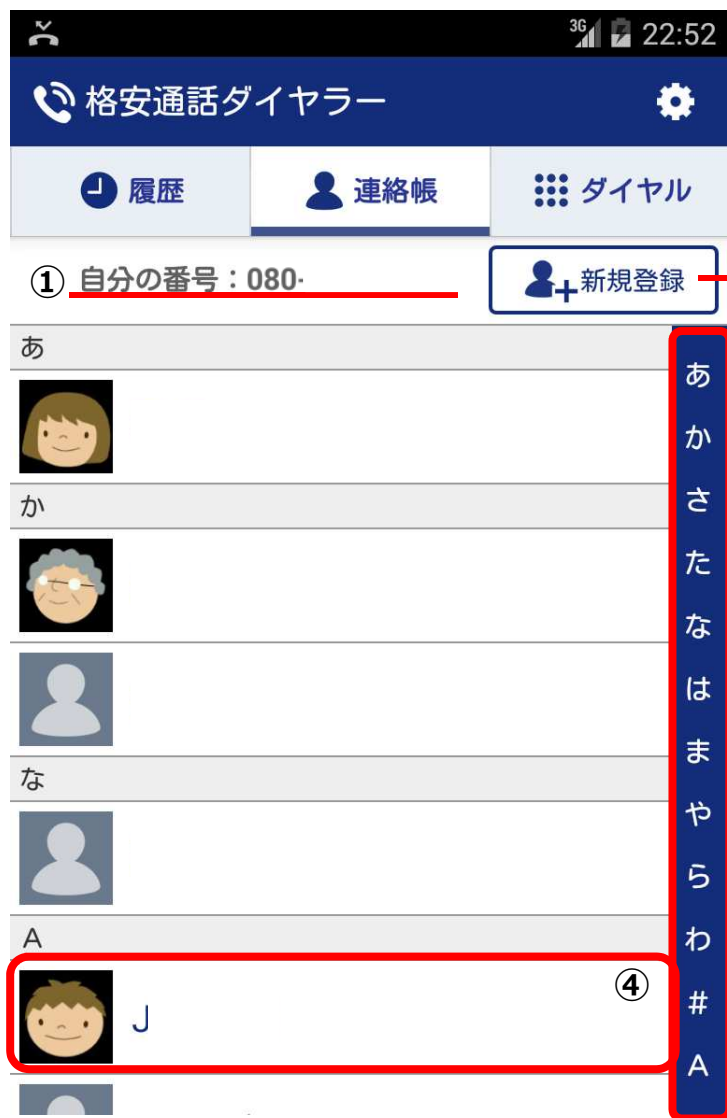 3G 22:52
格安通話ダイヤラー
履歴 連絡帳 ダイヤル
① 自分の番号：080-
新規登録
あ
か
な
A
J
④
あ
か
さ
た
な
は
ま
や
ら
わ
#
A